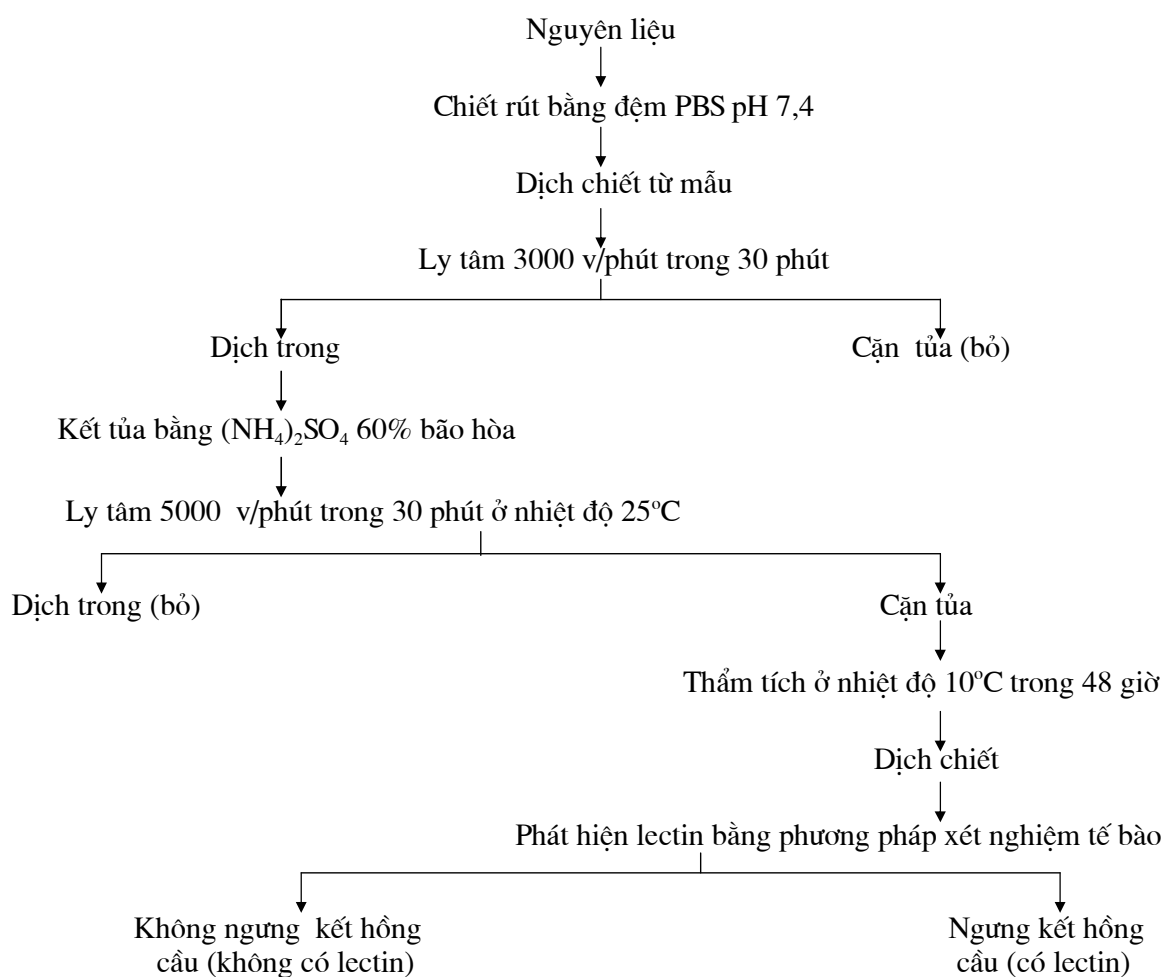 Nguyên liệu
Chiết rút bằng đệm PBS pH 7,4
Dịch chiết từ mẫu
Ly tâm 3000 v/phút trong 30 phút
Dịch trong
Cặn tủa (bỏ)
Kết tủa bằng (NH₄)₂SO₄ 60% bão hòa
Ly tâm 5000 v/phút trong 30 phút ở nhiệt độ 25ºC
Dịch trong (bỏ)
Cặn tủa
Thẩm tích ở nhiệt độ 10ºC trong 48 giờ
Dịch chiết
Phát hiện lectin bằng phương pháp xét nghiệm tế bào
Không ngưng kết hồng
cầu (không có lectin)
Ngưng kết hồng
cầu (có lectin)